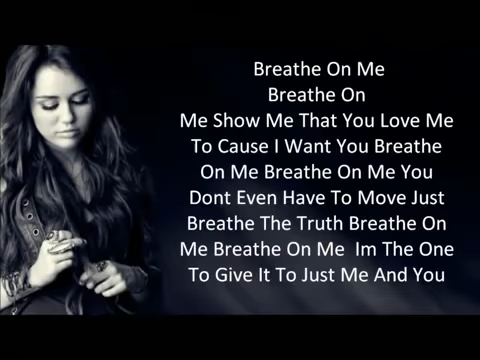 Breathe On Me
Breathe On
Me Show Me That You Love Me
To Cause I Want You Breathe
On Me Breathe On Me You
Dont Even Have To Move Just
Breathe The Truth Breathe On
Me Breathe On Me  Im The One
To Give It To Just Me And You